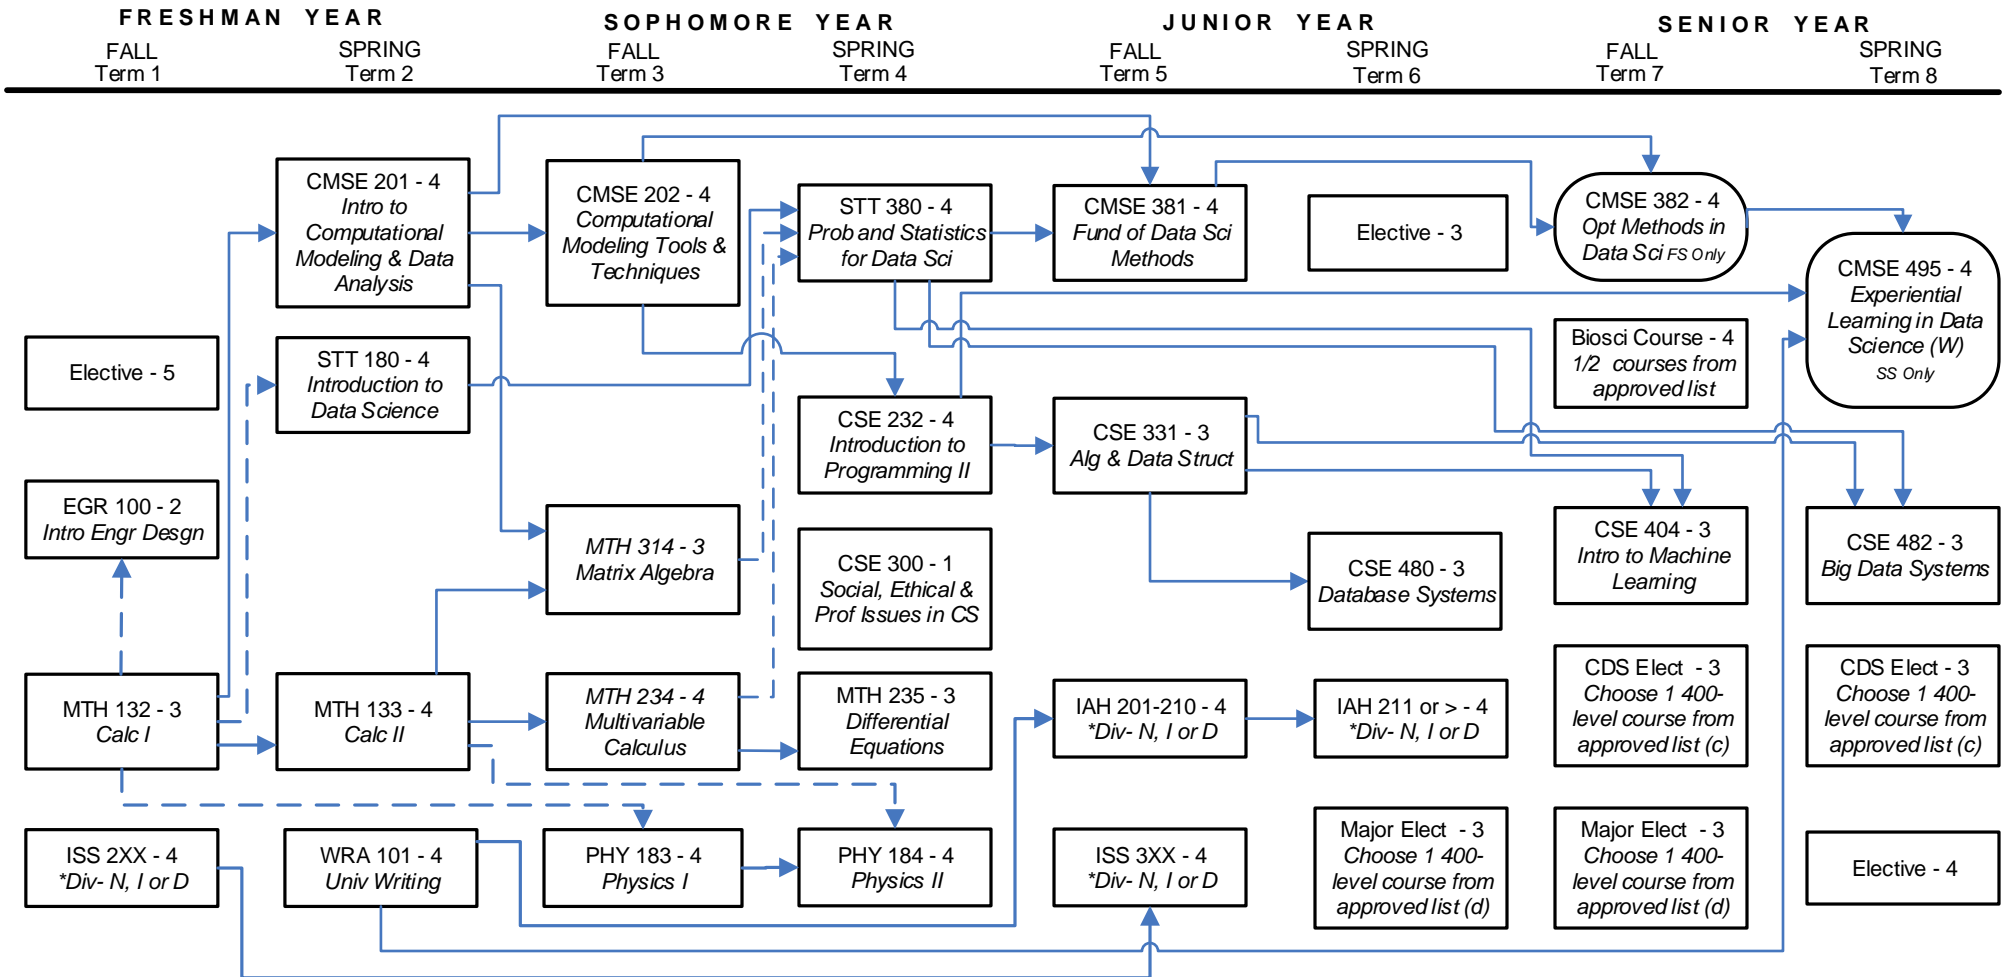 FRESHMAN YEAR
FALL
Term 1
SPRING
Term 2
SOPHOMORE YEAR
FALL
Term 3
SPRING
Term 4
JUNIOR YEAR
FALL
Term 5
SPRING
Term 6
SENIOR YEAR
FALL
Term 7
SPRING
Term 8
Elective - 5
EGR 100 - 2
Intro Engr Desgn
MTH 132 - 3
Calc I
ISS 2XX - 4
*Div- N, I or D
CMSE 201 - 4
Intro to
Computational
Modeling & Data
Analysis
STT 180 - 4
Introduction to
Data Science
MTH 133 - 4
Calc II
WRA 101 - 4
Univ Writing
CMSE 202 - 4
Computational
Modeling Tools &
Techniques
MTH 314 - 3
Matrix Algebra
MTH 234 - 4
Multivariable
Calculus
PHY 183 - 4
Physics I
STT 380 - 4
Prob and Statistics
for Data Sci
CSE 232 - 4
Introduction to
Programming II
CSE 300 - 1
Social, Ethical &
Prof Issues in CS
MTH 235 - 3
Differential
Equations
PHY 184 - 4
Physics II
CMSE 381 - 4
Fund of Data Sci
Methods
CSE 331 - 3
Alg & Data Struct
IAH 201-210 - 4
*Div- N, I or D
ISS 3XX - 4
*Div- N, I or D
Elective - 3
CSE 480 - 3
Database Systems
IAH 211 or > - 4
*Div- N, I or D
Major Elect - 3
Choose 1 400-
level course from
approved list (d)
CMSE 382 - 4
Opt Methods in
Data Sci FS Only
Biosci Course - 4
1/2 courses from
approved list
CSE 404 - 3
Intro to Machine
Learning
CDS Elect - 3
Choose 1 400-
level course from
approved list (c)
Major Elect - 3
Choose 1 400-
level course from
approved list (d)
CMSE 495 - 4
Experiential
Learning in Data
Science (W)
SS Only
CSE 482 - 3
Big Data Systems
CDS Elect - 3
Choose 1 400-
level course from
approved list (c)
Elective - 4